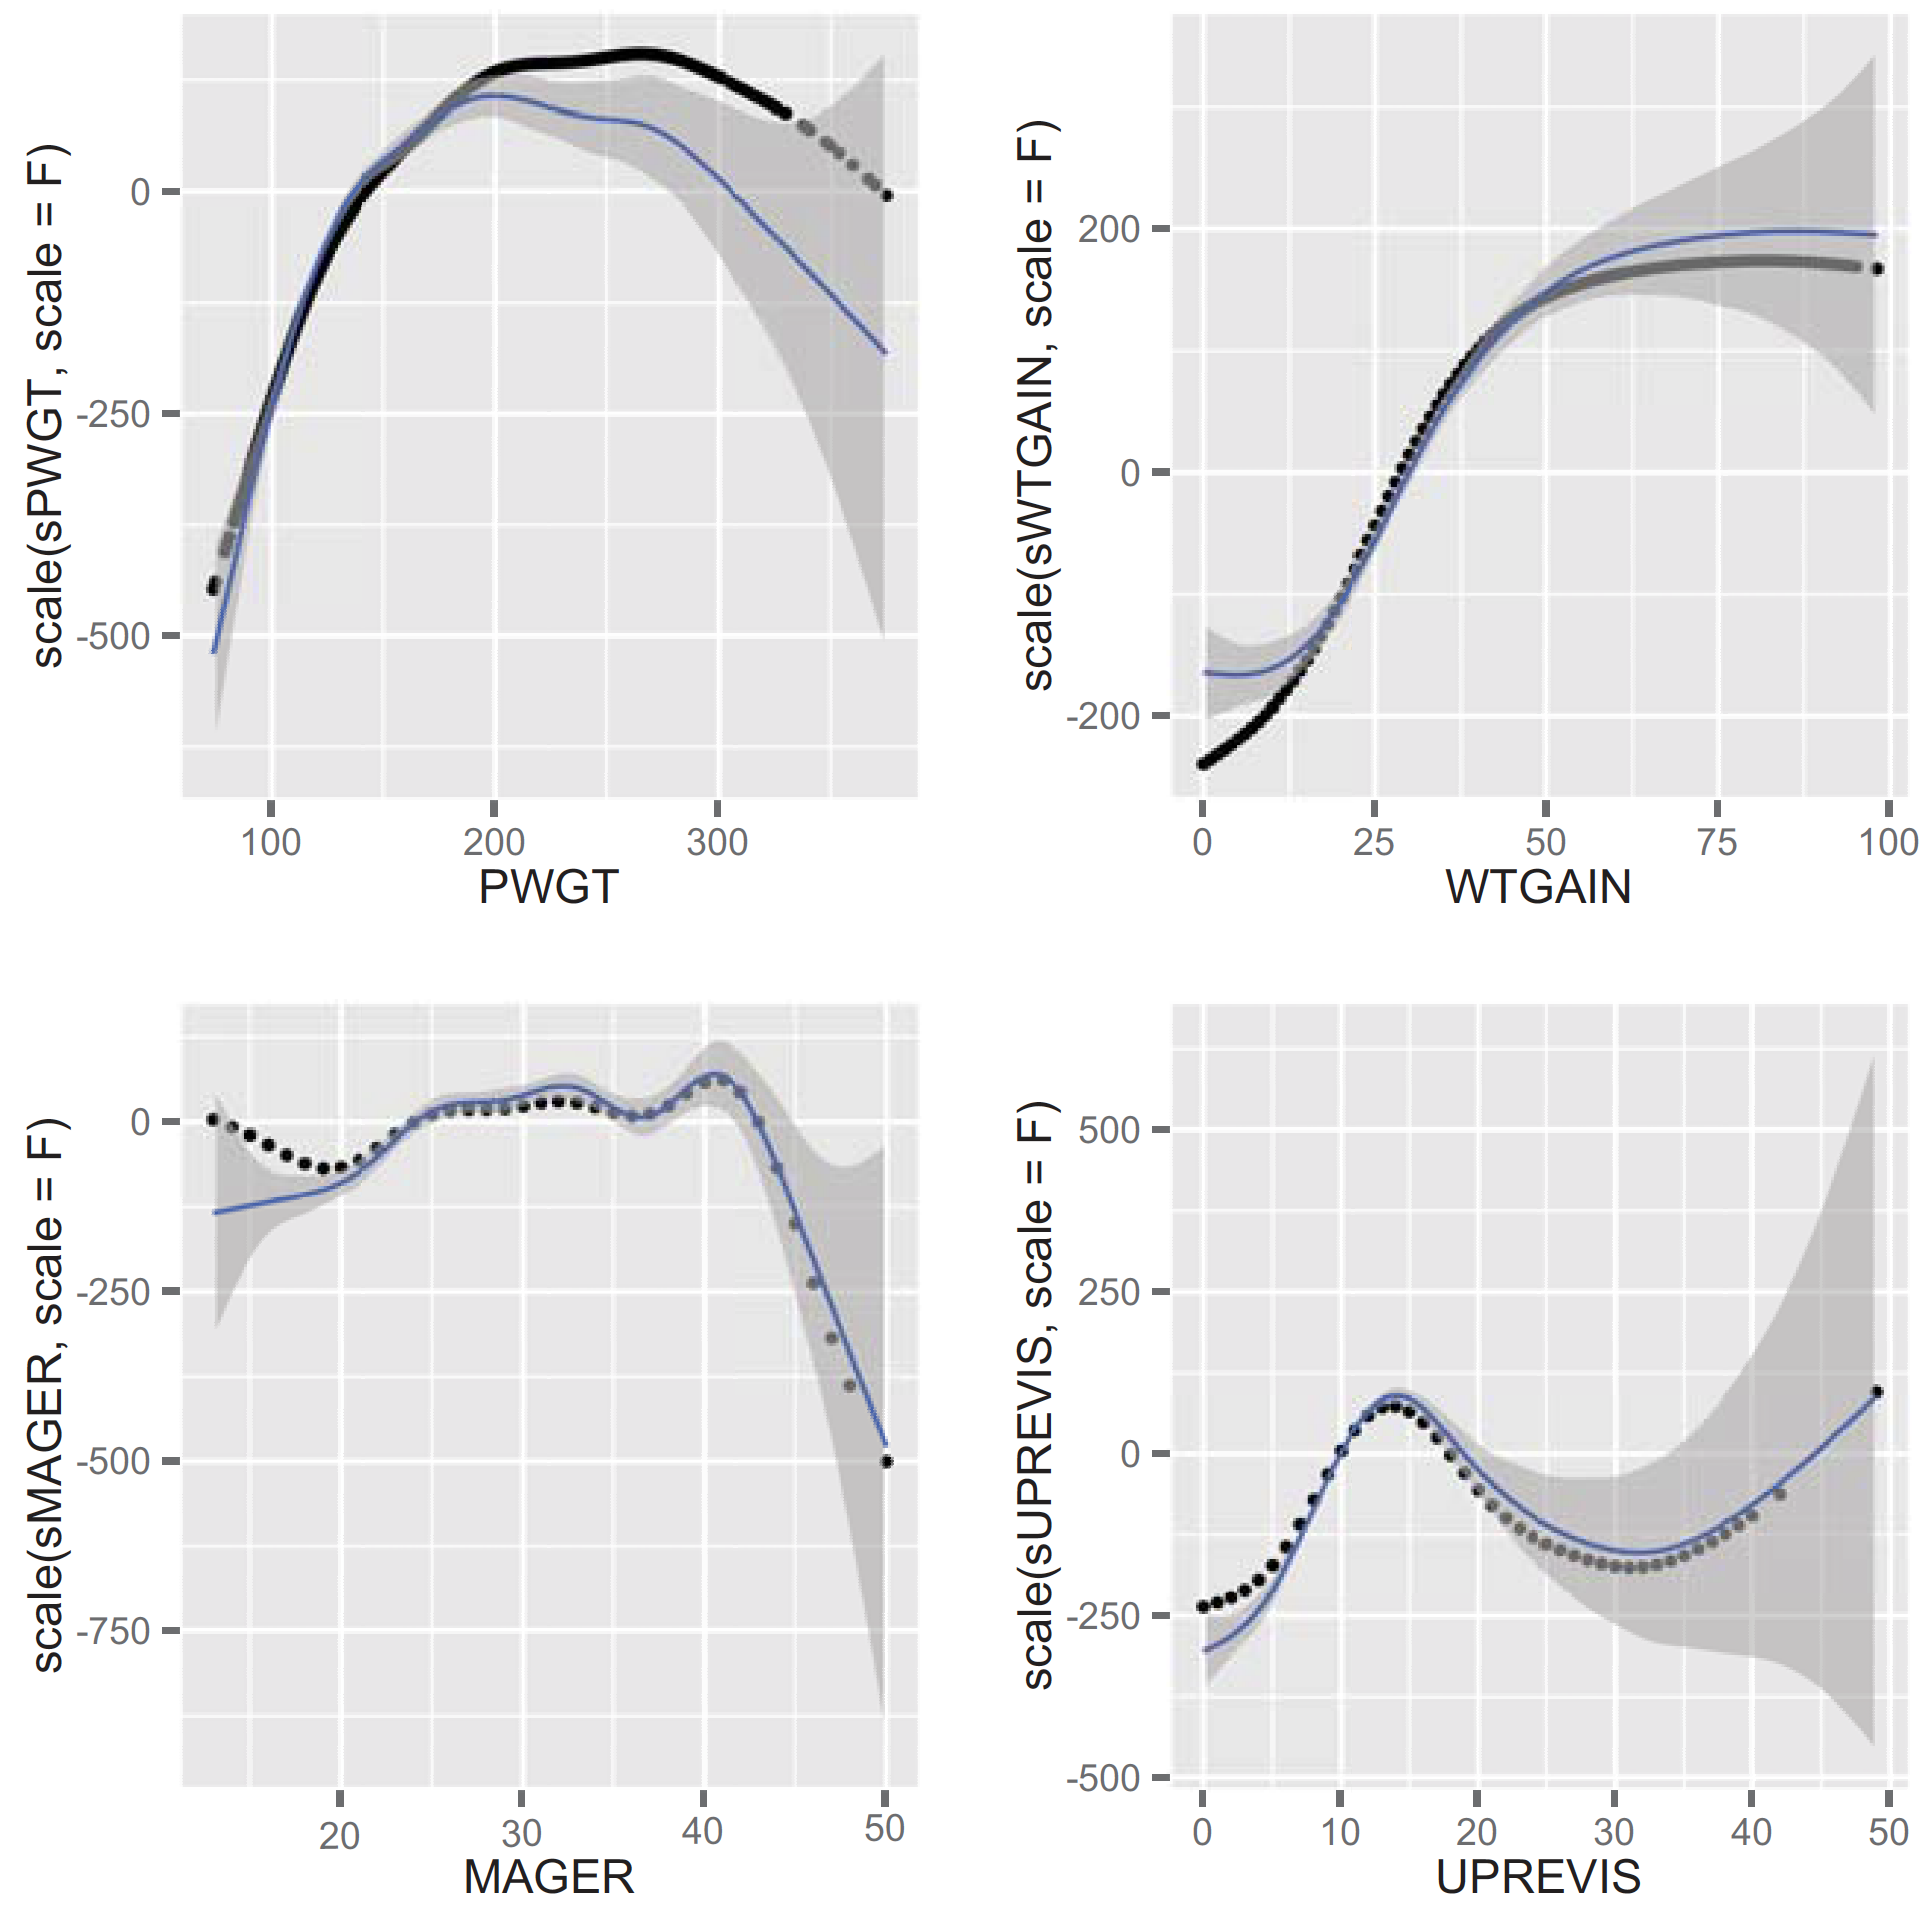 scale(sPWGT, scale = F)
0
-250
-500
100 200 300
PWGT
scale(sWTGAIN, scale = F)
200
0
-200
0 25 50 75 100
WTGAIN
scale(sMAGER, scale = F)
0
-250
-500
-750
20 30 40 50
MAGER
scale(sUPREVIS, scale = F)
500
250
0
-250
-500
0 10 20 30 40 50
UPREVIS